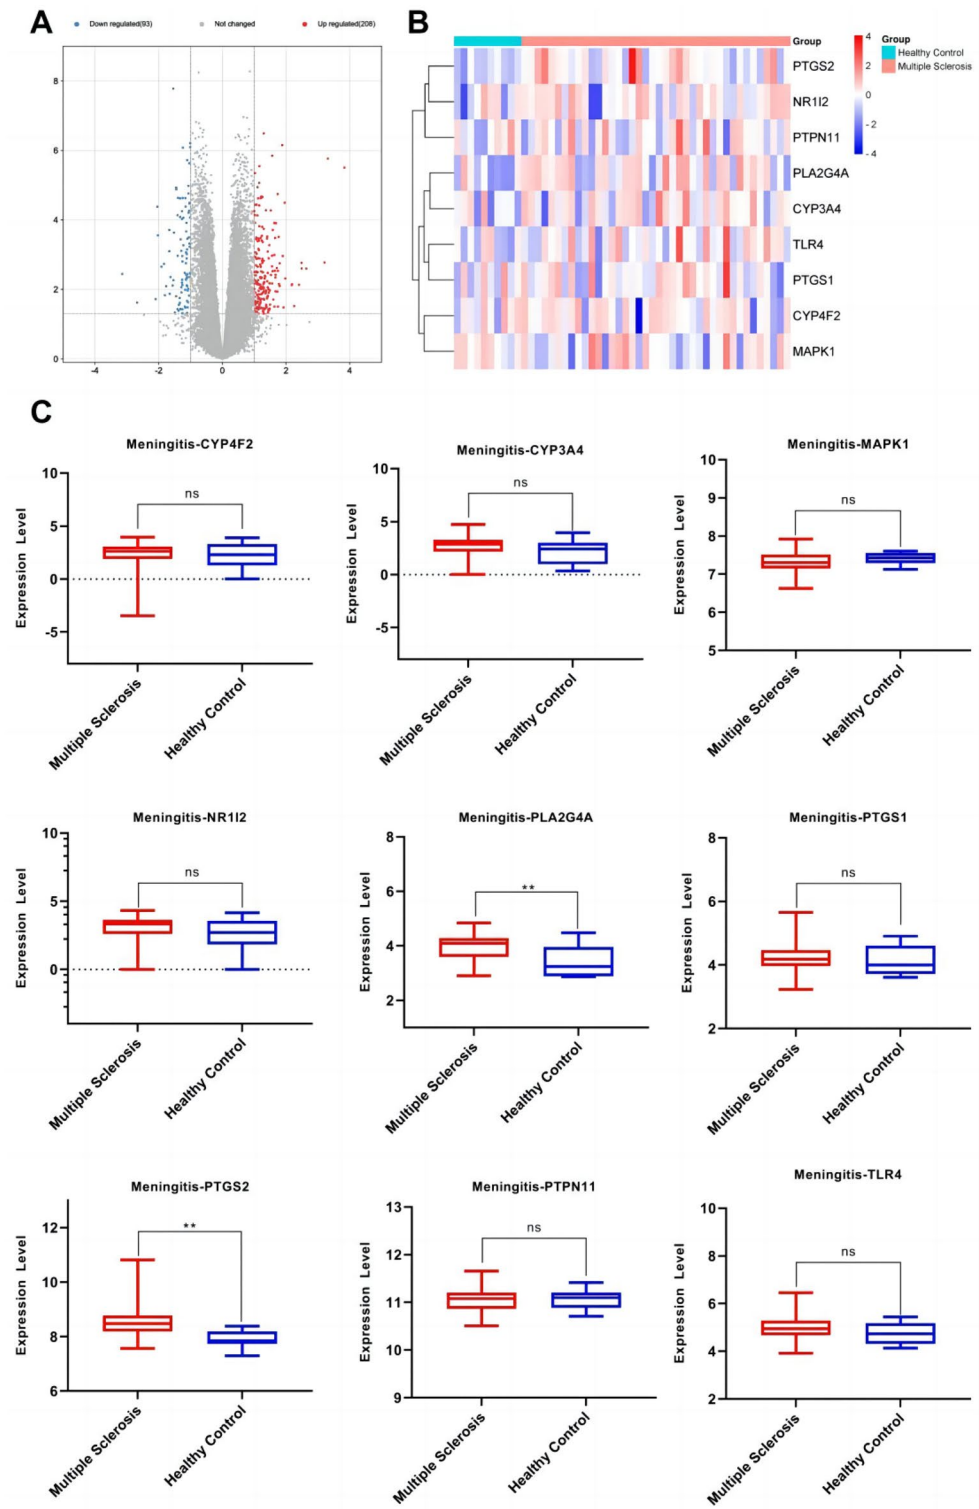 A
Down regulated(93)
Not changed
Up regulated(208)
8
6
4
2
0
-4
-2
0
2
4
B
Group
PTGS2
NR1I2
PTPN11
PLA2G4A
CYP3A4
TLR4
PTGS1
CYP4F2
MAPK1
4
2
0
-2
-4
Group
Healthy Control
Multiple Sclerosis
C
Meningitis-CYP4F2
Expression Level
10
5
0
-5
ns
Multiple Sclerosis
Healthy Control
Meningitis-CYP3A4
Expression Level
10
5
0
-5
ns
Multiple Sclerosis
Healthy Control
Meningitis-MAPK1
Expression Level
10
9
8
7
6
5
ns
Multiple Sclerosis
Healthy Control
Meningitis-NR1I2
Expression Level
10
5
0
ns
Multiple Sclerosis
Healthy Control
Meningitis-PLA2G4A
Expression Level
8
6
4
2
**
Multiple Sclerosis
Healthy Control
Meningitis-PTGS1
Expression Level
8
6
4
2
ns
Multiple Sclerosis
Healthy Control
Meningitis-PTGS2
Expression Level
12
10
8
6
**
Multiple Sclerosis
Healthy Control
Meningitis-PTPN11
Expression Level
13
12
11
10
9
ns
Multiple Sclerosis
Healthy Control
Meningitis-TLR4
Expression Level
10
8
6
4
2
ns
Multiple Sclerosis
Healthy Control